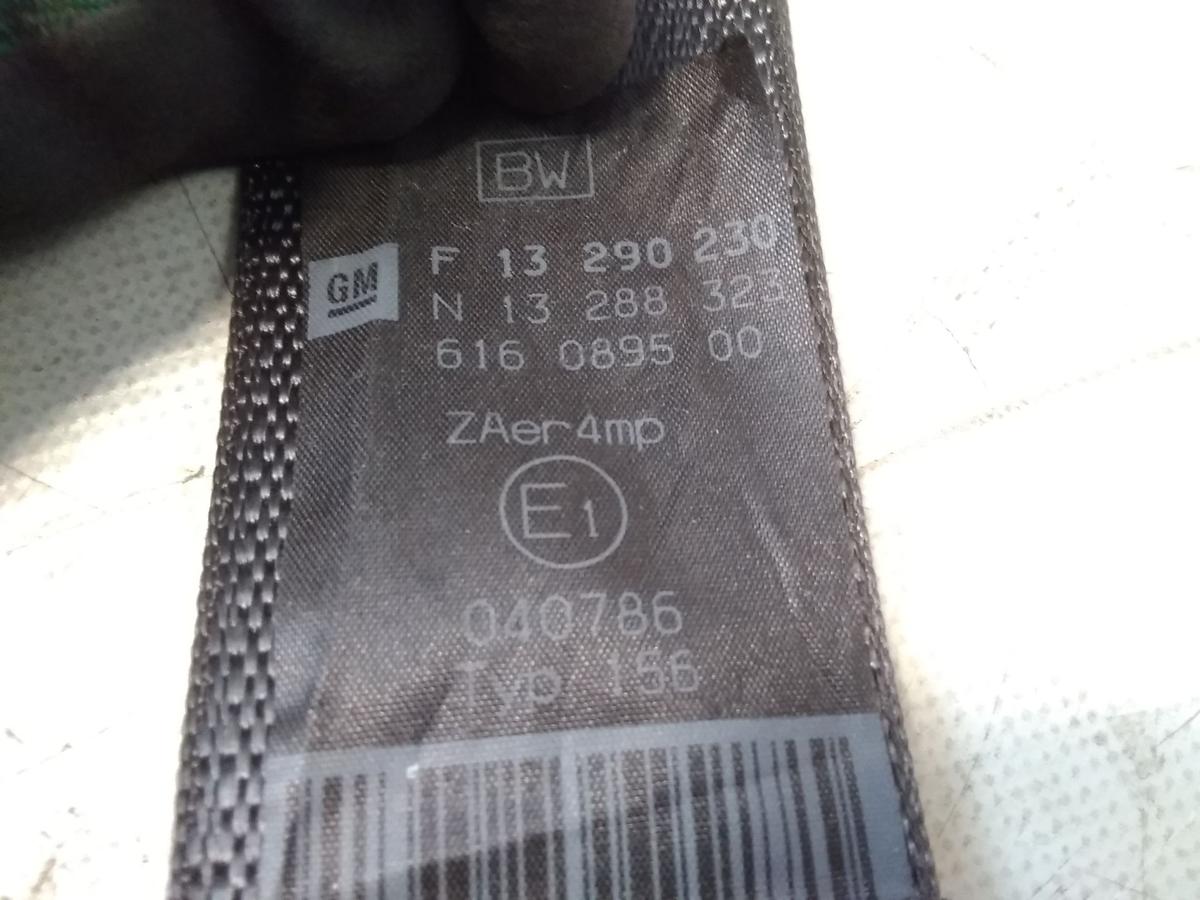 BW
GM
F 13 290 230
N 13 288 323
616 0895 00
ZAer4mp
E1
040786
Typ 156